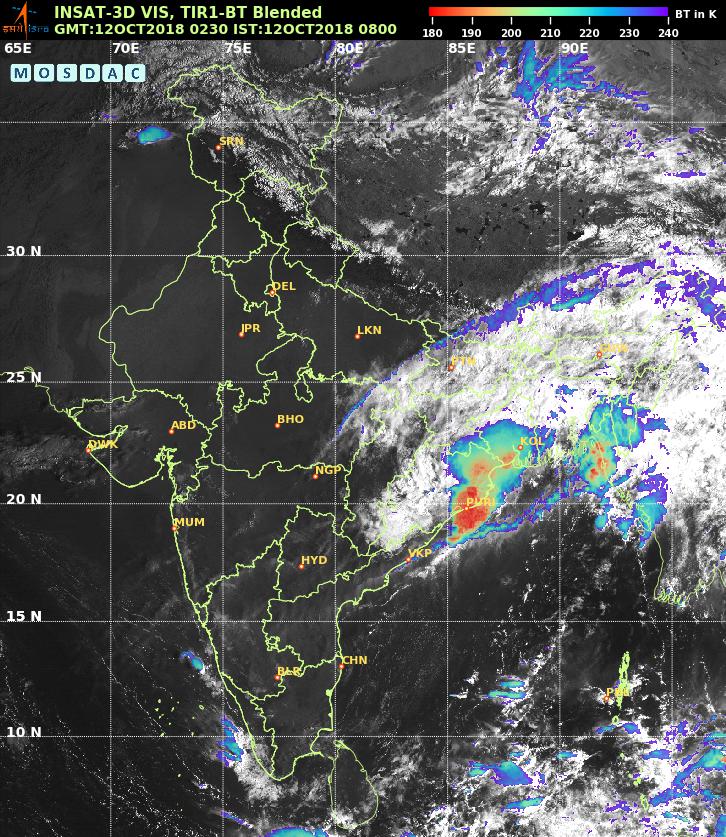 INSAT-3D VIS, TIR1-BT Blended
GMT:12OCT2018 0230 IST:12OCT2018 0800
BT in K
180 190 200 210 220 230 240
65E 70E 75E 80E 85E 90E
MOSDAC
SRN
30 N
DEL
JPR
LKN
PTN
25 N
BHO
ABD
DWK
KOL
NGP
20 N
PURI
MUM
VKP
HYD
15 N
CHN
BLR
10 N